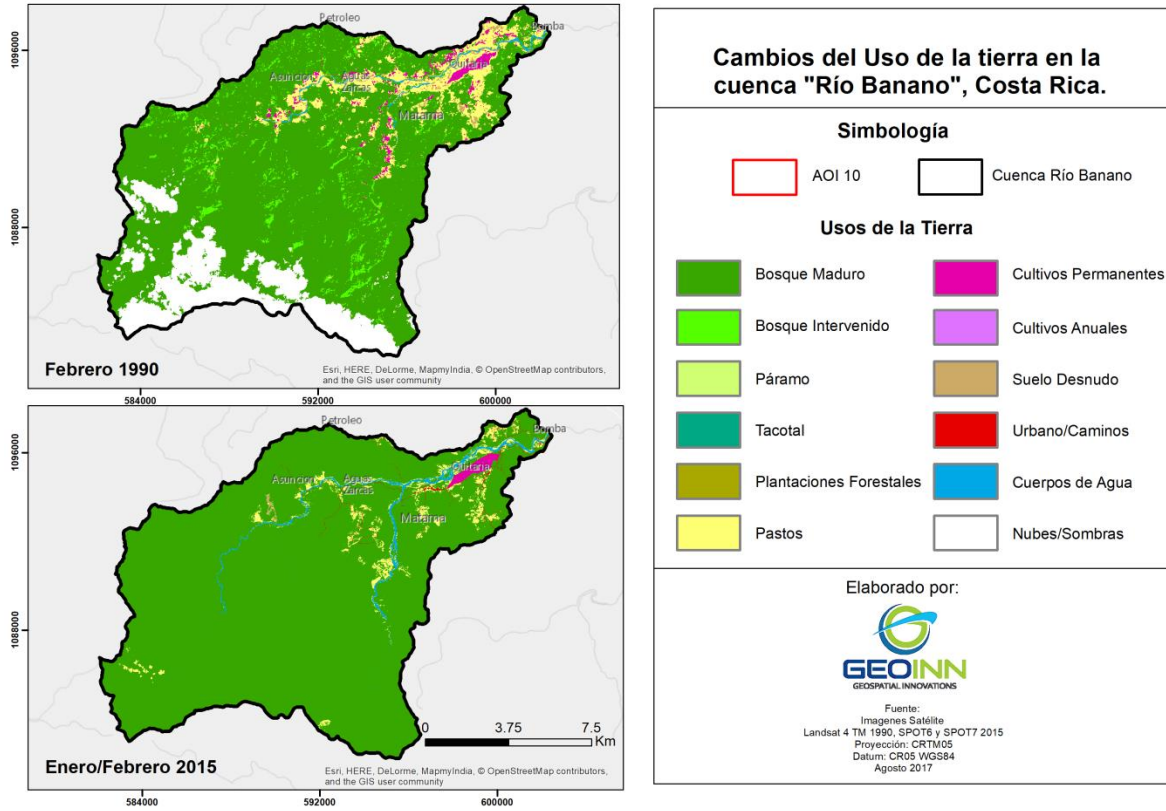 Petroleo
Bomba
1096000
Quitaria
Asuncion
Aguas
Zarcas
Matama
1088000
Febrero 1990
Esri, HERE, DeLorme, MapmyIndia, © OpenStreetMap contributors,
and the GIS user community
584000
592000
600000
Petroleo
Bomba
1096000
Quitaria
Asuncion
Aguas
Zarcas
Matama
1088000
0
3.75
7.5
Km
Enero/Febrero 2015
Esri, HERE, DeLorme, MapmyIndia, © OpenStreetMap contributors,
and the GIS user community
584000
592000
600000
Cambios del Uso de la tierra en la
cuenca "Río Banano", Costa Rica.
Simbología
AOI 10
Cuenca Río Banano
Usos de la Tierra
Bosque Maduro
Cultivos Permanentes
Bosque Intervenido
Cultivos Anuales
Páramo
Suelo Desnudo
Tacotal
Urbano/Caminos
Plantaciones Forestales
Cuerpos de Agua
Pastos
Nubes/Sombras
Elaborado por:
GEOINN
GEOSPATIAL INNOVATIONS
Fuente:
Imagenes Satélite
Landsat 4 TM 1990, SPOT6 y SPOT7 2015
Proyección: CRTM05
Datum: CR05 WGS84
Agosto 2017